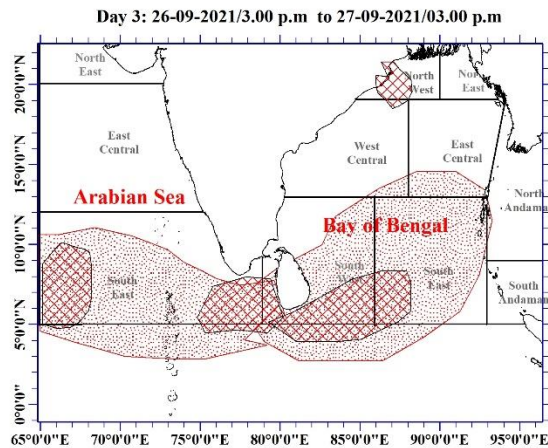 Day 3: 26-09-2021/3.00 p.m to 27-09-2021/03.00 p.m
North
East
North
West
North
East
East
Central
West
Central
East
Central
Arabian Sea
Bay of Bengal
North
Andaman
South
East
South
East
South
Andaman
20°0'0"N
15°0'0"N
10°0'0"N
5°0'0"N
0°0'0"
65°0'0"E
70°0'0"E
75°0'0"E
80°0'0"E
85°0'0"E
90°0'0"E
95°0'0"E